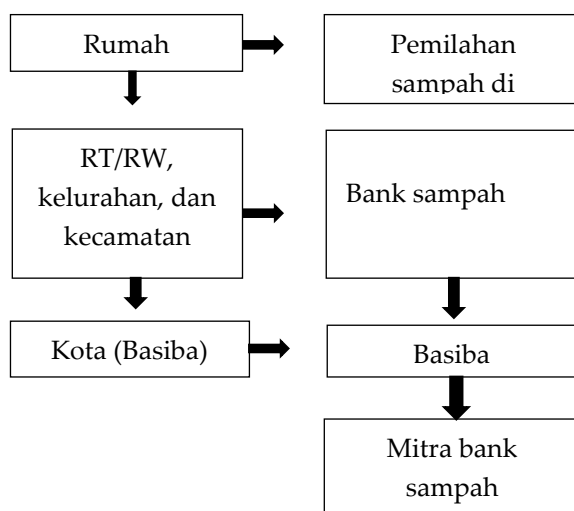 Rumah
Pemilahan
sampah di
RT/RW,
kelurahan, dan
kecamatan
Bank sampah
Kota (Basiba)
Basiba
Mitra bank
sampah